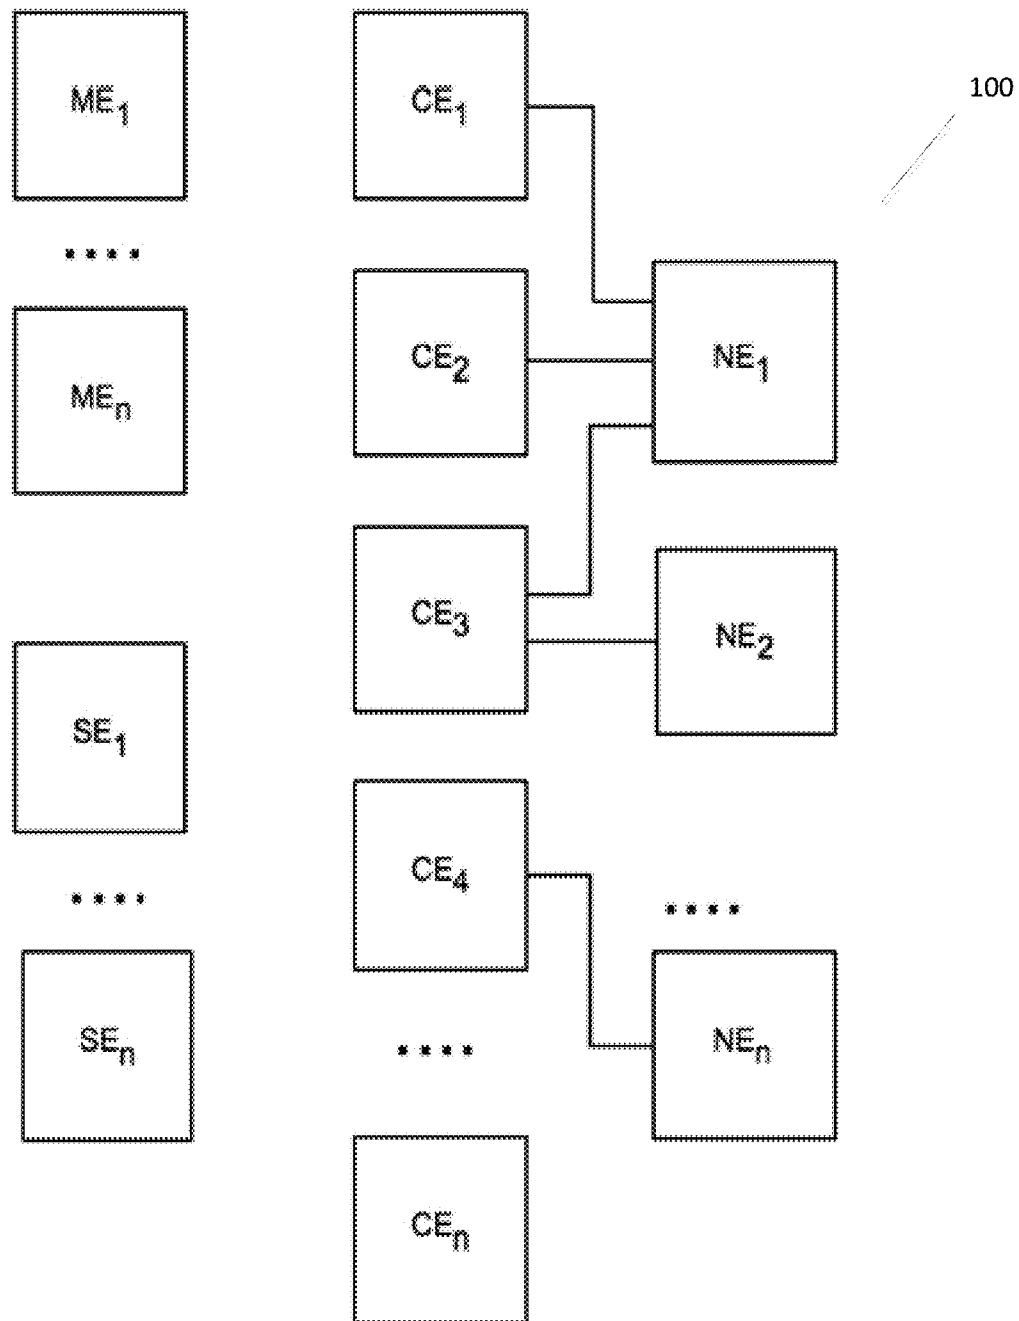 ME₁
....
MEₙ
SE₁
....
SEₙ
CE₁
CE₂
CE₃
CE₄
....
CEₙ
100
NE₁
NE₂
....
NEₙ